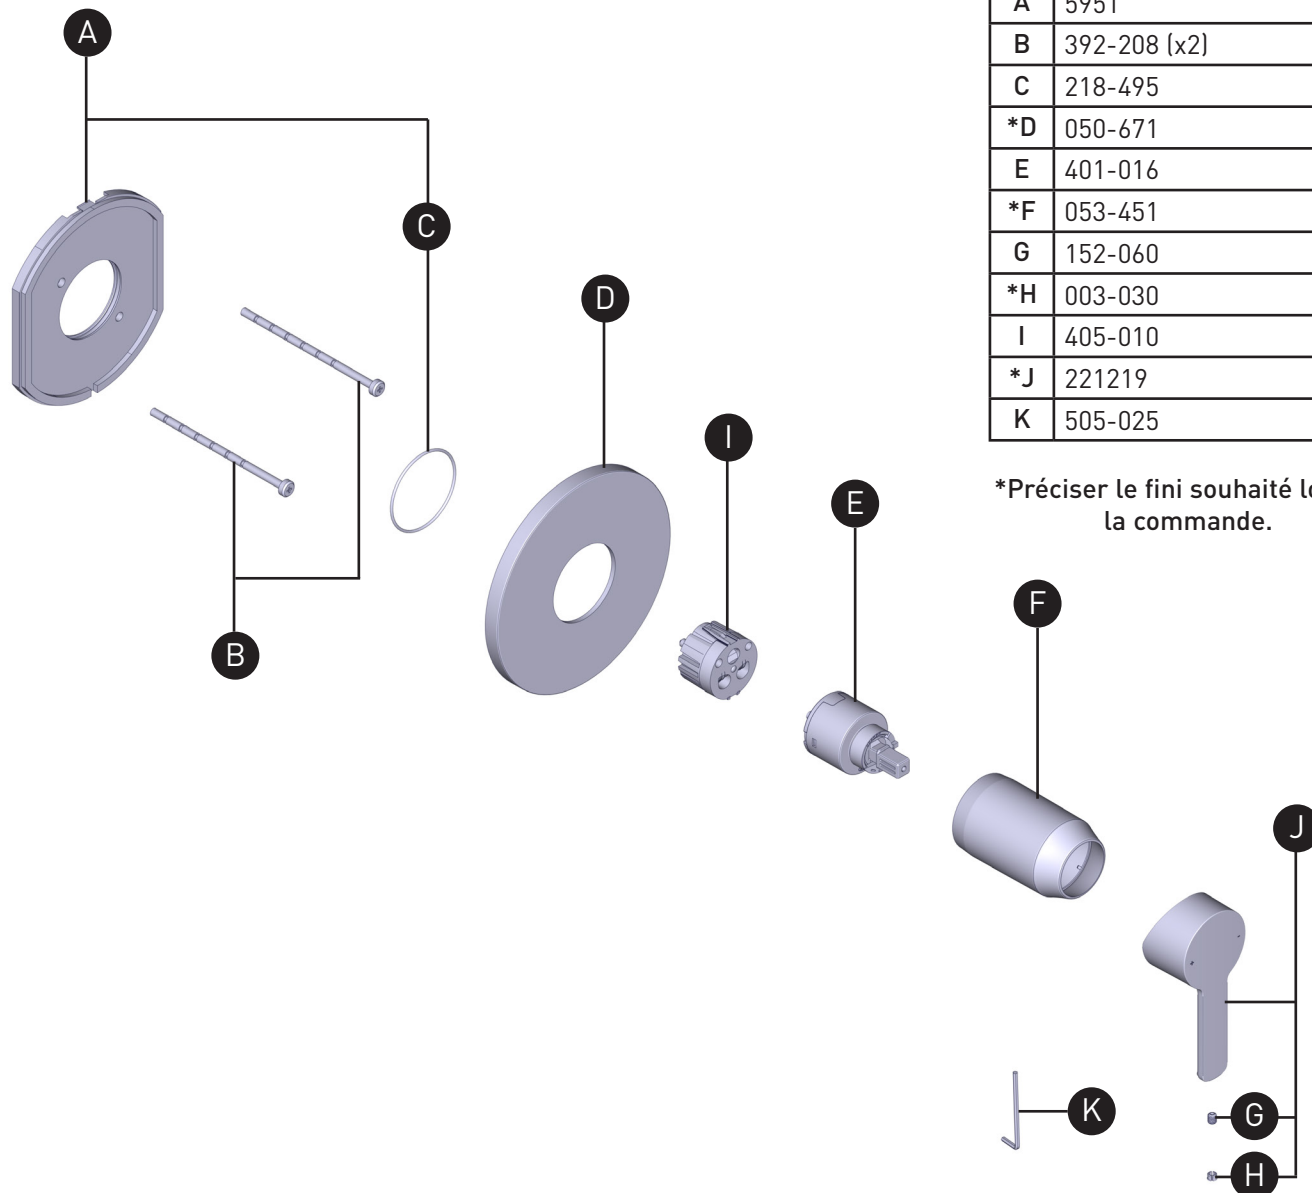 A 5951
B 392-208 (x2)
C 218-495
*D 050-671
E 401-016
*F 053-451
G 152-060
*H 003-030
I 405-010
*J 221219
K 505-025
*Préciser le fini souhaité
la commande.
A
C
D
I
E
B
F
J
K
G
H